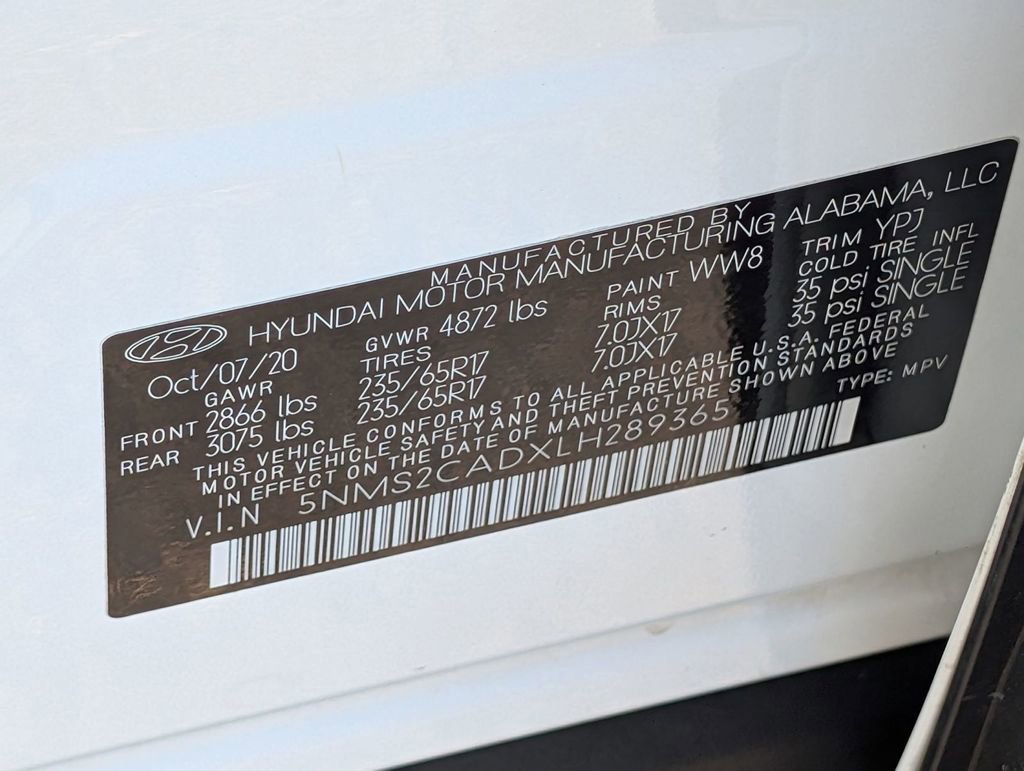 MANUFACTURED BY
HYUNDAI MOTOR MANUFACTURING ALABAMA, LLC
Oct/07/20 GVWR 4872 lbs PAINT WW8 TRIM YPJ
GAWR TIRES RIMS COLD TIRE INFL
FRONT 2866 lbs 235/65R17 7.0JX17 35 psi SINGLE
REAR 3075 lbs 235/65R17 7.0JX17 35 psi SINGLE
THIS VEHICLE CONFORMS TO ALL APPLICABLE U.S.A. FEDERAL
MOTOR VEHICLE SAFETY AND THEFT PREVENTION STANDARDS
IN EFFECT ON THE DATE OF MANUFACTURE SHOWN ABOVE
V.I.N 5NMS2CADXLH289365 TYPE: MPV